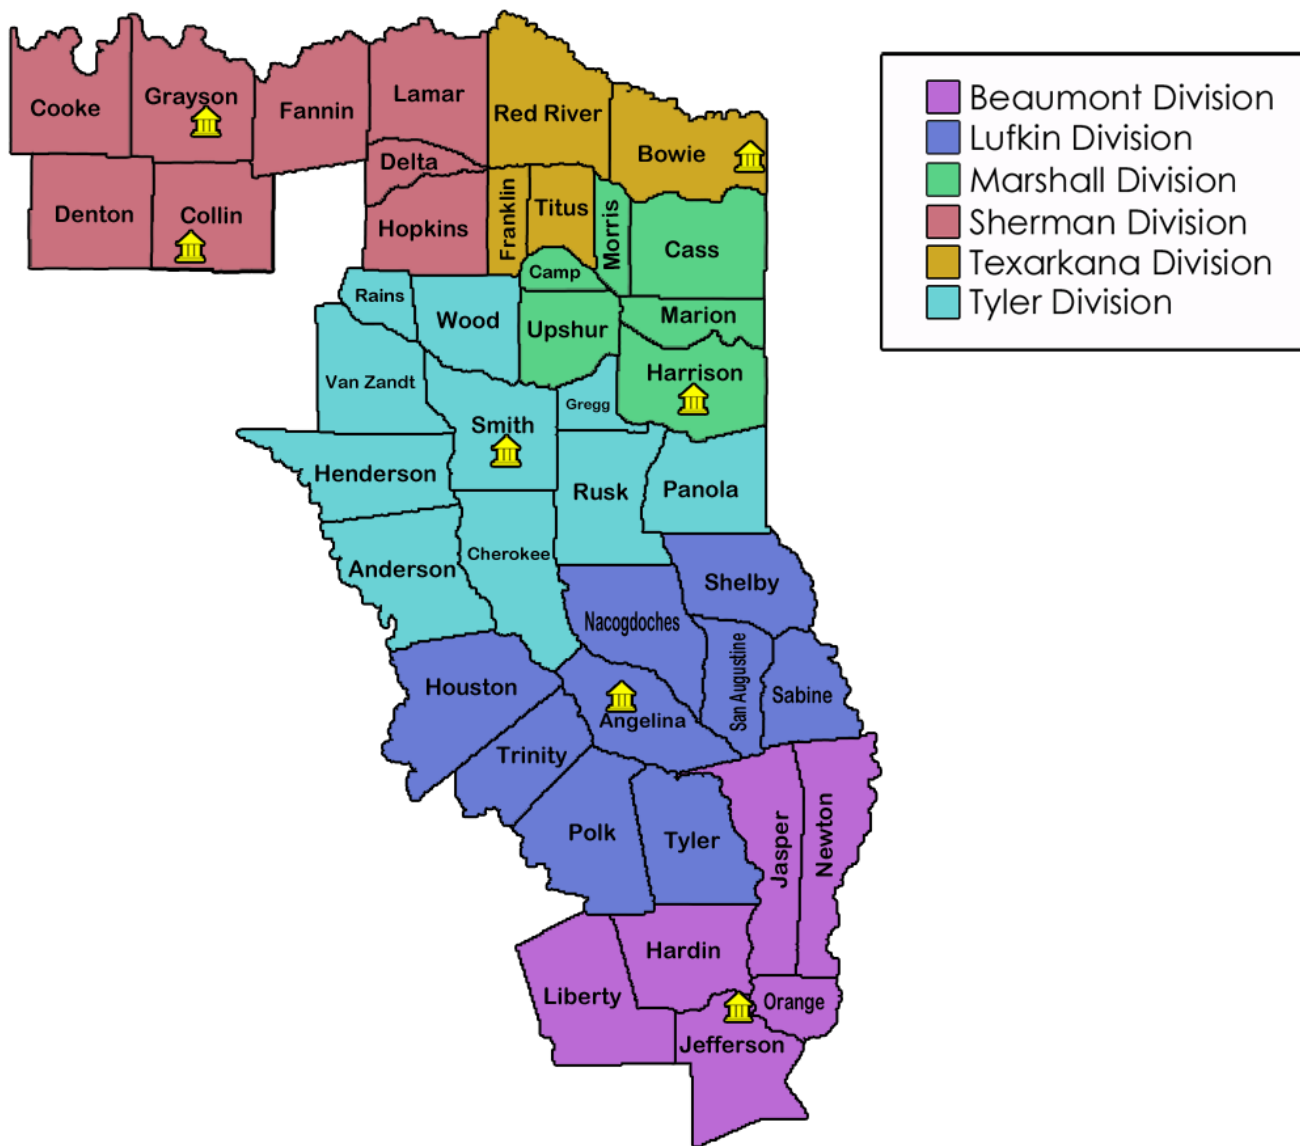 Cooke
Grayson
Fannin
Lamar
Red River
Bowie
Delta
Denton
Collin
Hopkins
Franklin
Titus
Morris
Cass
Camp
Rains
Wood
Upshur
Marion
Van Zandt
Gregg
Harrison
Smith
Henderson
Rusk
Panola
Anderson
Cherokee
Shelby
Nacogdoches
San Augustine
Sabine
Houston
Angelina
Trinity
Polk
Tyler
Jasper
Newton
Hardin
Liberty
Orange
Jefferson
Beaumont Division
Lufkin Division
Marshall Division
Sherman Division
Texarkana Division
Tyler Division